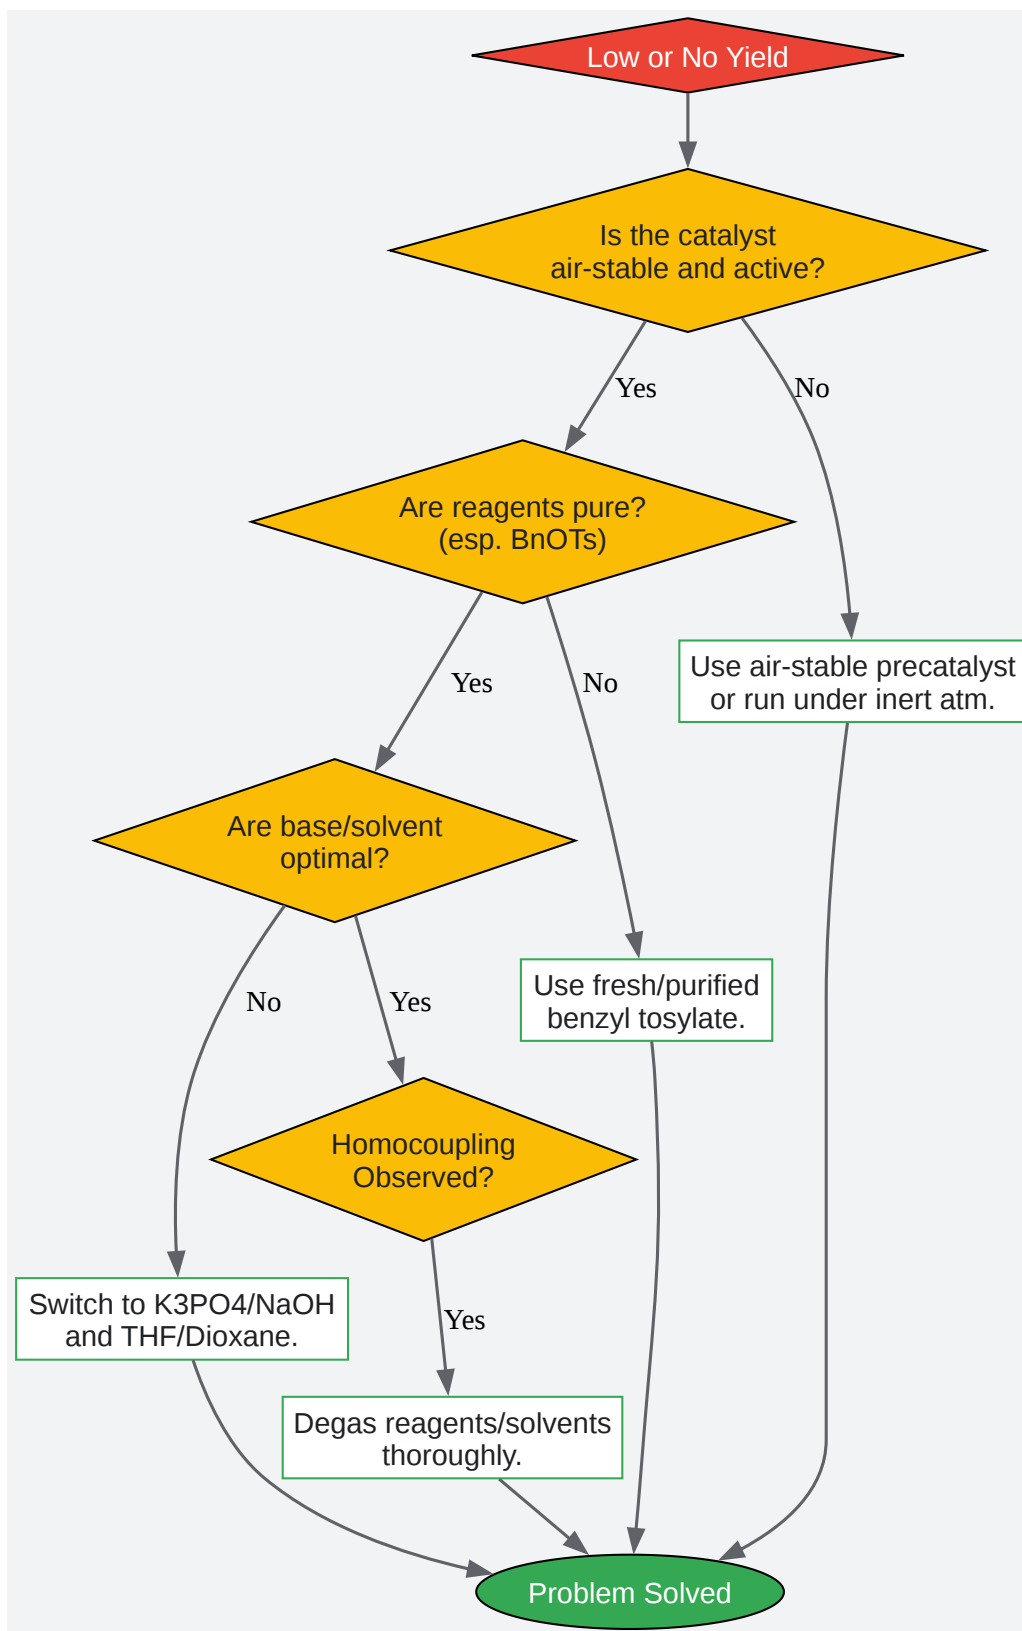 Low or No Yield
Is the catalyst
air-stable and active?
Yes
No
Are reagents pure?
(esp. BnOTs)
Use air-stable precatalyst
or run under inert atm.
Yes
No
Are base/solvent
optimal?
Use fresh/purified
benzyl tosylate.
No
Yes
Homocoupling
Observed?
Switch to K3PO4/NaOH
and THF/Dioxane.
Yes
Degas reagents/solvents
thoroughly.
Problem Solved